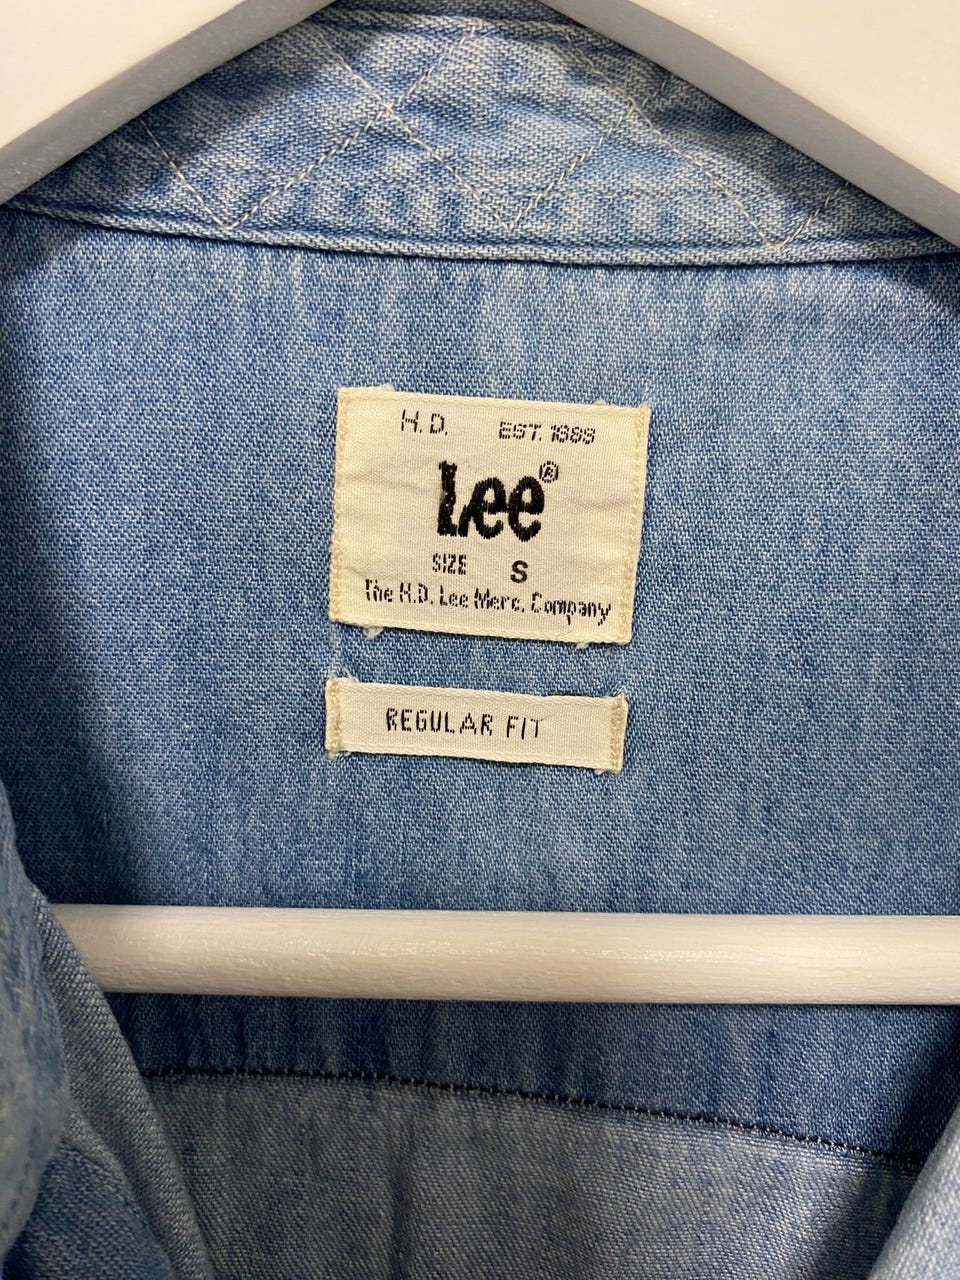 H.D. EST. 1889
Lee®
SIZE S
The H.D. Lee Merc. Company
REGULAR FIT